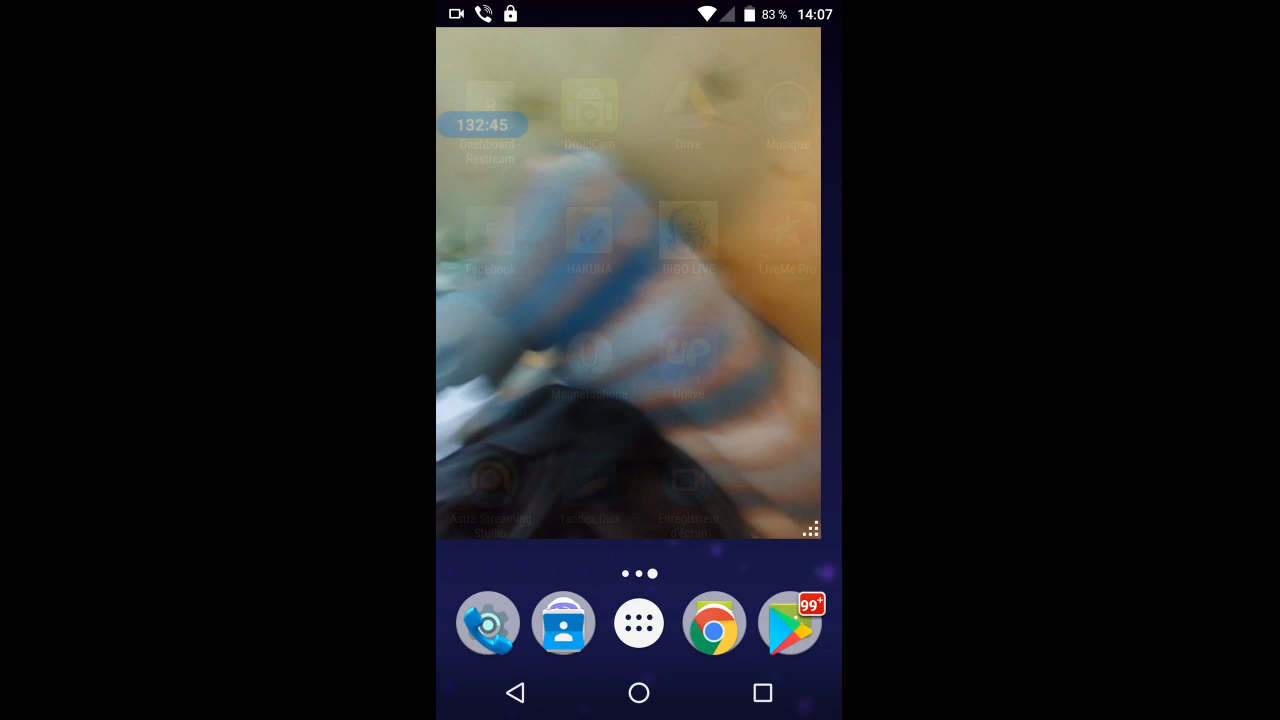 83 %
14:07
132:45
Dashboard
Restream
DroidCam
Drive
Musique
Facebook
HAKUNA
BIGO LIVE
LiveMe Pro
Magnétophone
Uplive
Astra Streaming
Studio
Yandex.Disk
Enregistreur
d'écran
99+